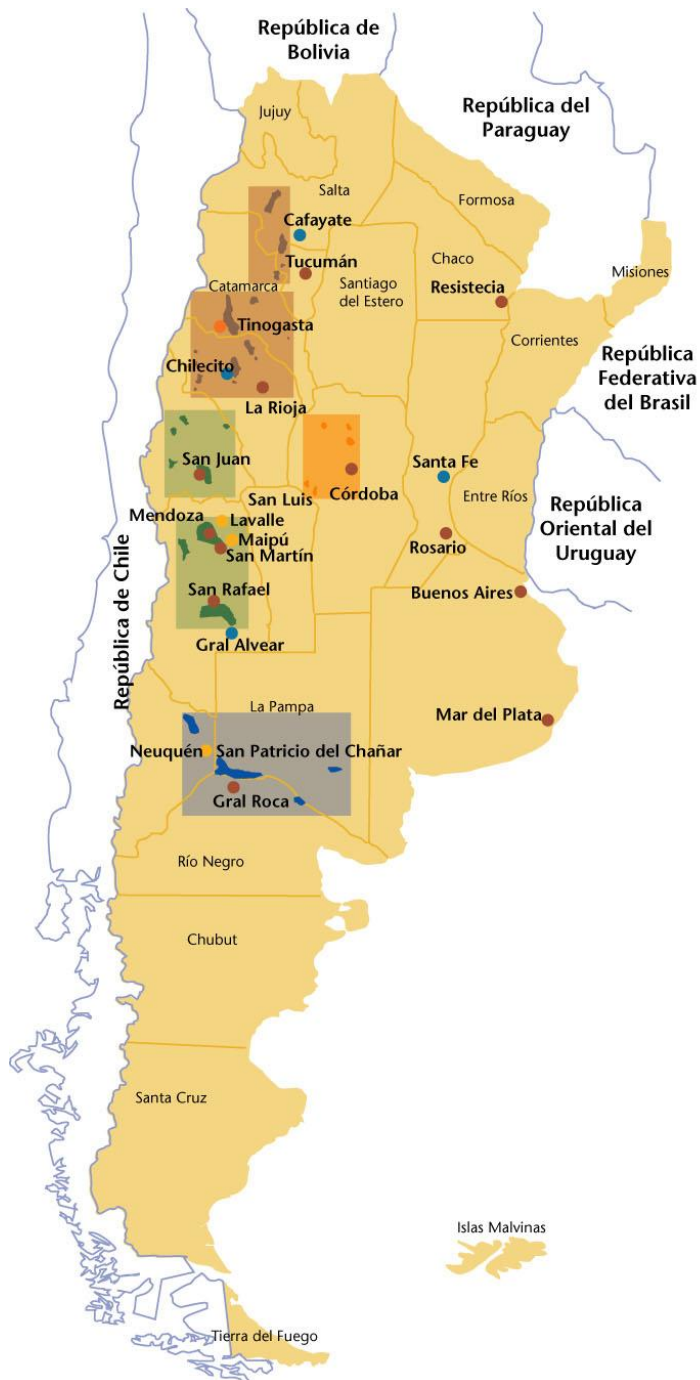 República de
Bolivia
Jujuy
República del
Paraguay
Salta
Formosa
Cafayate
Chaco
Tucumán
Misiones
Catamarca
Santiago
del Estero
Resistecia
Tinogasta
Corrientes
República
Federativa
del Brasil
Chilecito
La Rioja
San Juan
Santa Fe
Córdoba
Entre Ríos
San Luis
República
Oriental del
Uruguay
Mendoza
Lavalle
Maipú
San Martín
Rosario
San Rafael
Buenos Aires
República de Chile
Gral Alvear
La Pampa
Mar del Plata
Neuquén
San Patricio del Chañar
Gral Roca
Río Negro
Chubut
Santa Cruz
Islas Malvinas
Tierra del Fuego